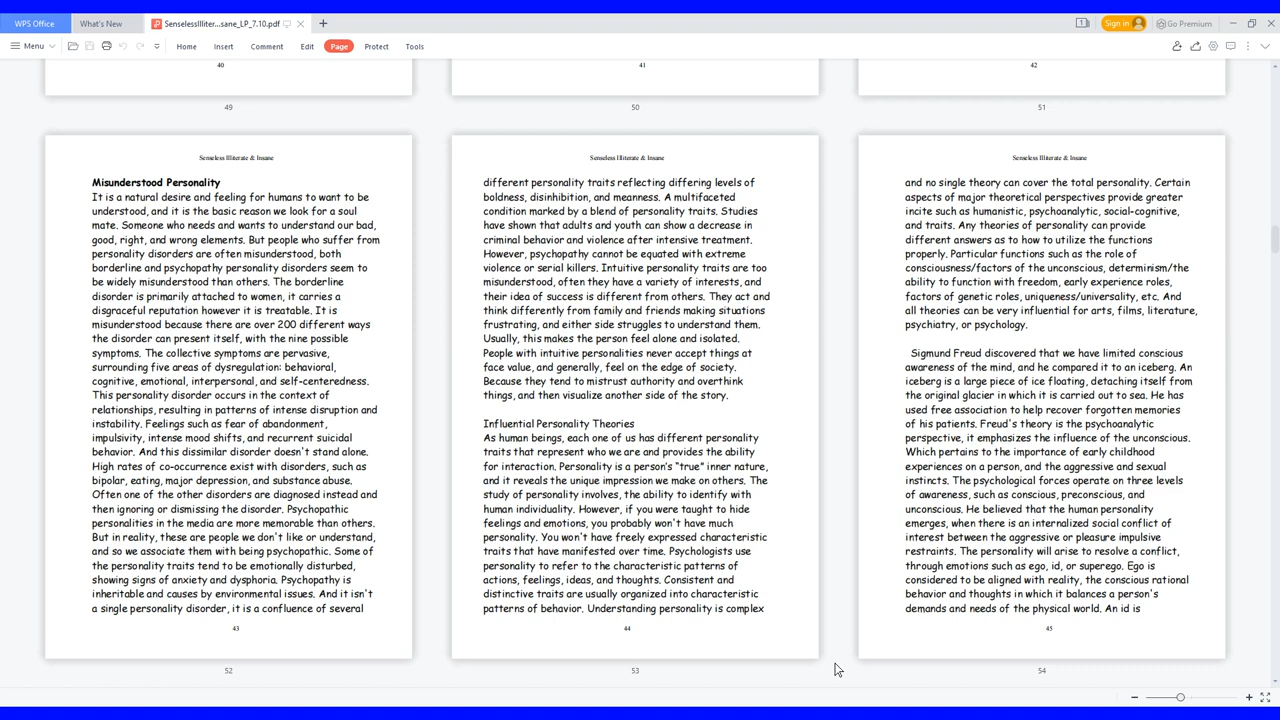 WPS Office
What's New
SenselessIlliter...sane_LP_7.10.pdf
Sign in
Go Premium
Menu
Home
Insert
Comment
Edit
Page
Protect
Tools
40
41
42
49
50
51
Senseless Illiterate & Insane
Misunderstood Personality
It is a natural desire and feeling for humans to want to be
understood, and it is the basic reason we look for a soul
mate. Someone who needs and wants to understand our bad,
good, right, and wrong elements. But people who suffer from
personality disorders are often misunderstood, both
borderline and psychopathy personality disorders seem to
be widely misunderstood than others. The borderline
disorder is primarily attached to women, it carries a
disgraceful reputation however it is treatable. It is
misunderstood because there are over 200 different ways
the disorder can present itself, with the nine possible
symptoms. The collective symptoms are pervasive,
surrounding five areas of dysregulation: behavioral,
cognitive, emotional, interpersonal, and self-centeredness.
This personality disorder occurs in the context of
relationships, resulting in patterns of intense disruption and
instability. Feelings such as fear of abandonment,
impulsivity, intense mood shifts, and recurrent suicidal
behavior. And this dissimilar disorder doesn't stand alone.
High rates of co-occurrence exist with disorders, such as
bipolar, eating, major depression, and substance abuse.
Often one of the other disorders are diagnosed instead and
then ignoring or dismissing the disorder. Psychopathic
personalities in the media are more memorable than others.
But in reality, these are people we don't like or understand,
and so we associate them with being psychopathic. Some of
the personality traits tend to be emotionally disturbed,
showing signs of anxiety and dysphoria. Psychopathy is
inheritable and causes by environmental issues. And it isn't
a single personality disorder, it is a confluence of several
43
52
Senseless Illiterate & Insane
different personality traits reflecting differing levels of
boldness, disinhibition, and meanness. A multifaceted
condition marked by a blend of personality traits. Studies
have shown that adults and youth can show a decrease in
criminal behavior and violence after intensive treatment.
However, psychopathy cannot be equated with extreme
violence or serial killers. Intuitive personality traits are too
misunderstood, often they have a variety of interests, and
their idea of success is different from others. They act and
think differently from family and friends making situations
frustrating, and either side struggles to understand them.
Usually, this makes the person feel alone and isolated.
People with intuitive personalities never accept things at
face value, and generally, feel on the edge of society.
Because they tend to mistrust authority and overthink
things, and then visualize another side of the story.
Influential Personality Theories
As human beings, each one of us has different personality
traits that represent who we are and provides the ability
for interaction. Personality is a person's “true” inner nature,
and it reveals the unique impression we make on others. The
study of personality involves, the ability to identify with
human individuality. However, if you were taught to hide
feelings and emotions, you probably won't have much
personality. You won't have freely expressed characteristic
traits that have manifested over time. Psychologists use
personality to refer to the characteristic patterns of
actions, feelings, ideas, and thoughts. Consistent and
distinctive traits are usually organized into characteristic
patterns of behavior. Understanding personality is complex
44
53
Senseless Illiterate & Insane
and no single theory can cover the total personality. Certain
aspects of major theoretical perspectives provide greater
incite such as humanistic, psychoanalytic, social-cognitive,
and traits. Any theories of personality can provide
different answers as to how to utilize the functions
properly. Particular functions such as the role of
consciousness/factors of the unconscious, determinism/the
ability to function with freedom, early experience roles,
factors of genetic roles, uniqueness/universality, etc. And
all theories can be very influential for arts, films, literature,
psychiatry, or psychology.
Sigmund Freud discovered that we have limited conscious
awareness of the mind, and he compared it to an iceberg. An
iceberg is a large piece of ice floating, detaching itself from
the original glacier in which it is carried out to sea. He has
used free association to help recover forgotten memories
of his patients. Freud's theory is the psychoanalytic
perspective, it emphasizes the influence of the unconscious.
Which pertains to the importance of early childhood
experiences on a person, and the aggressive and sexual
instincts. The psychological forces operate on three levels
of awareness, such as conscious, preconscious, and
unconscious. He believed that the human personality
emerges, when there is an internalized social conflict of
interest between the aggressive or pleasure impulsive
restraints. The personality will arise to resolve a conflict,
through emotions such as ego, id, or superego. Ego is
considered to be aligned with reality, the conscious rational
behavior and thoughts in which it balances a person's
demands and needs of the physical world. An id is
45
54